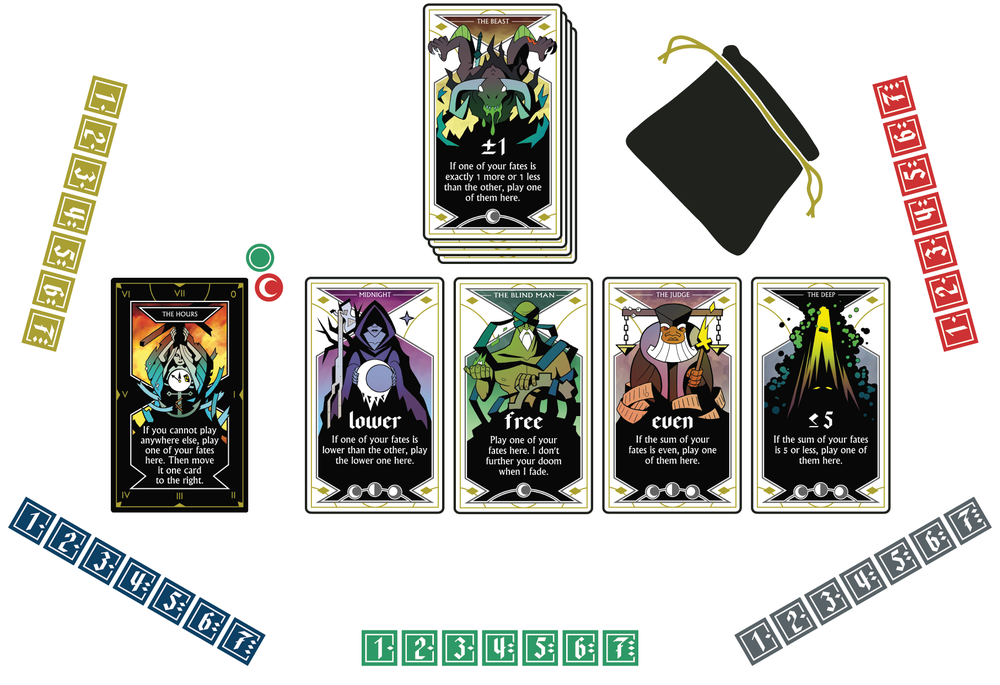 THE BEAST
±1
If one of your fates is
exactly 1 more or 1 less
than the other, play one
of them here.
1 2 3 4 5 6 7
7 6 5 4 3 2 1
VI VII 0
THE HOURS
V I
If you cannot play
anywhere else, play
one of your fates
here. Then move
it one card
to the right.
IV III II
MIDNIGHT
lower
If one of your fates is
lower than the other, play
the lower one here.
THE BLIND MAN
free
Play one of your
fates here. I don't
further your doom
when I fade.
THE JUDGE
even
If the sum of your
fates is even, play one
of them here.
THE DEEP
≤ 5
If the sum of your fates
is 5 or less, play one of
them here.
1 2 3 4 5 6 7
1 2 3 4 5 6 7
1 2 3 4 5 6 7